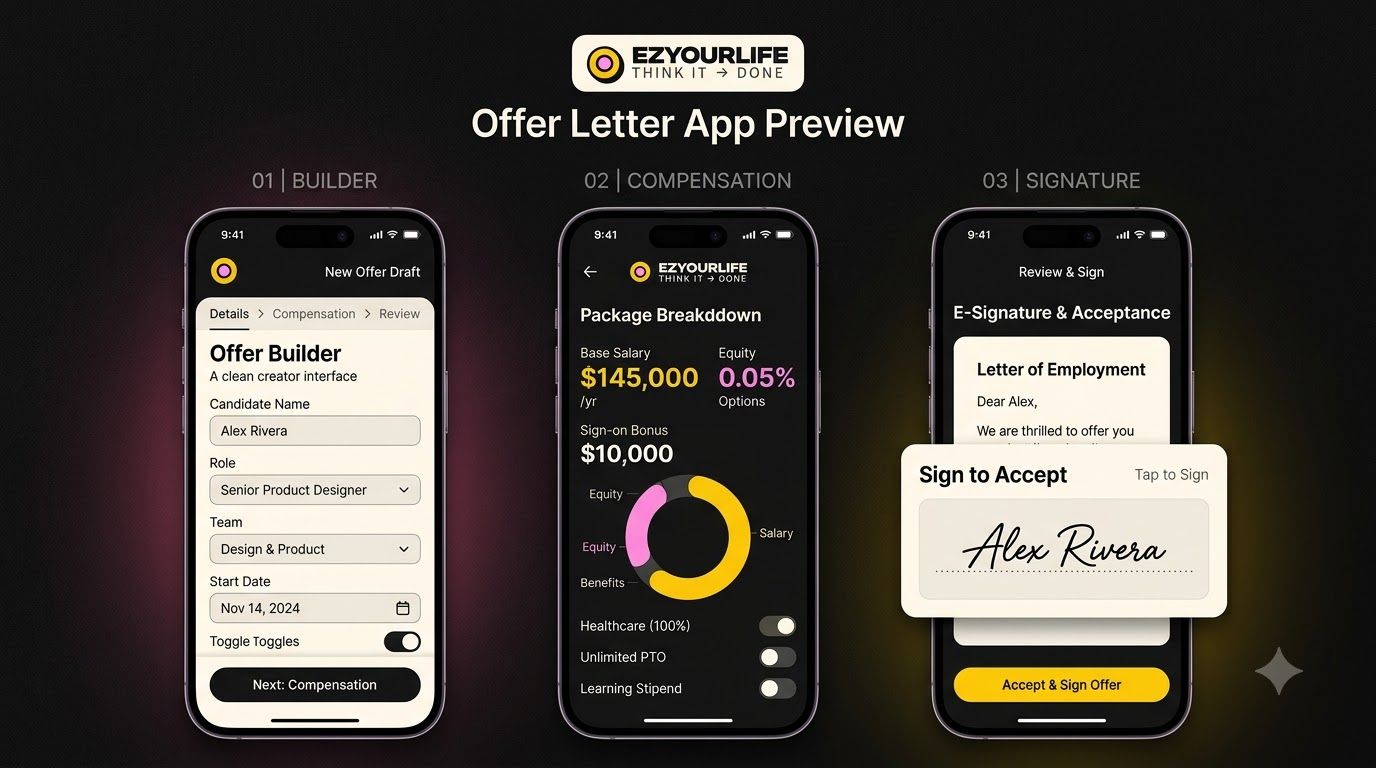 EZYOURLIFE
THINK IT → DONE
Offer Letter App Preview
01 | BUILDER
9:41
New Offer Draft
Details > Compensation > Review
Offer Builder
A clean creator interface
Candidate Name
Alex Rivera
Role
Senior Product Designer
Team
Design & Product
Start Date
Nov 14, 2024
Toggle Toggles
Next: Compensation
02 | COMPENSATION
9:41
←
EZYOURLIFE
THINK IT → DONE
Package Breakddown
Base Salary
$145,000
/yr
Equity
0.05%
Options
Sign-on Bonus
$10,000
Equity
Salary
Equity
Benefits
Healthcare (100%)
Unlimited PTO
Learning Stipend
03 | SIGNATURE
9:41
Review & Sign
E-Signature & Acceptance
Letter of Employment
Dear Alex,
We are thrilled to offer you
Sign to Accept
Tap to Sign
Alex Rivera
Accept & Sign Offer